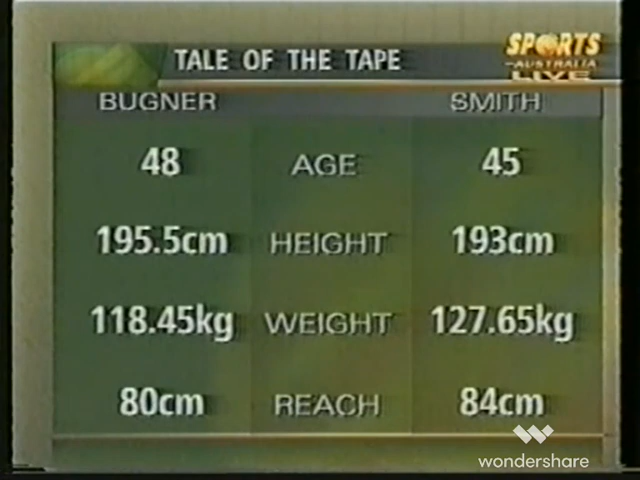 TALE OF THE TAPE
SPORTS
AUSTRALIA
LIVE
BUGNER SMITH
48 AGE 45
195.5cm HEIGHT 193cm
118.45kg WEIGHT 127.65kg
80cm REACH 84cm
wondershare